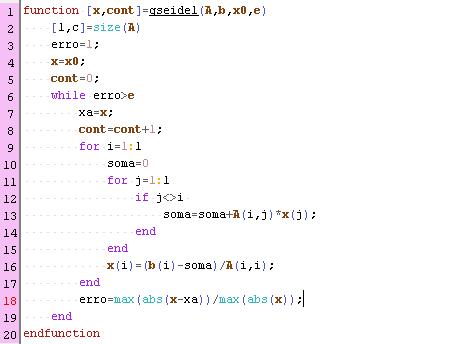 1 function [x,cont]=gseidel(A,b,x0,e)
2     [l,c]=size(A)
3     erro=1;
4     x=x0;
5     cont=0;
6     while erro>e
7         xa=x;
8         cont=cont+1;
9         for i=1:l
10             soma=0
11             for j=1:l
12                 if j<>i
13                     soma=soma+A(i,j)*x(j);
14                 end
15             end
16             x(i)=(b(i)-soma)/A(i,i);
17         end
18         erro=max(abs(x-xa))/max(abs(x));
19     end
20 endfunction